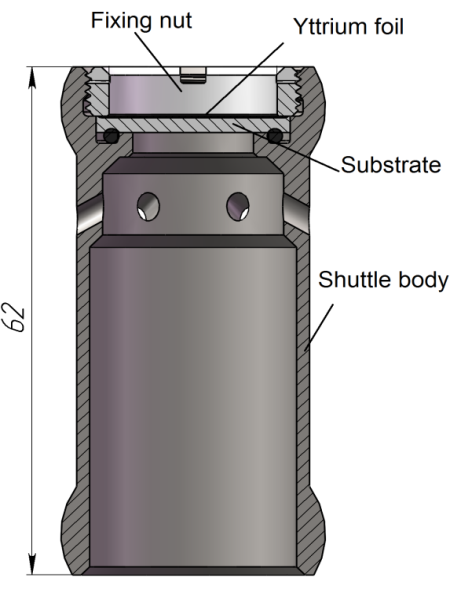 Fixing nut
Yttrium foil
Substrate
Shuttle body
62